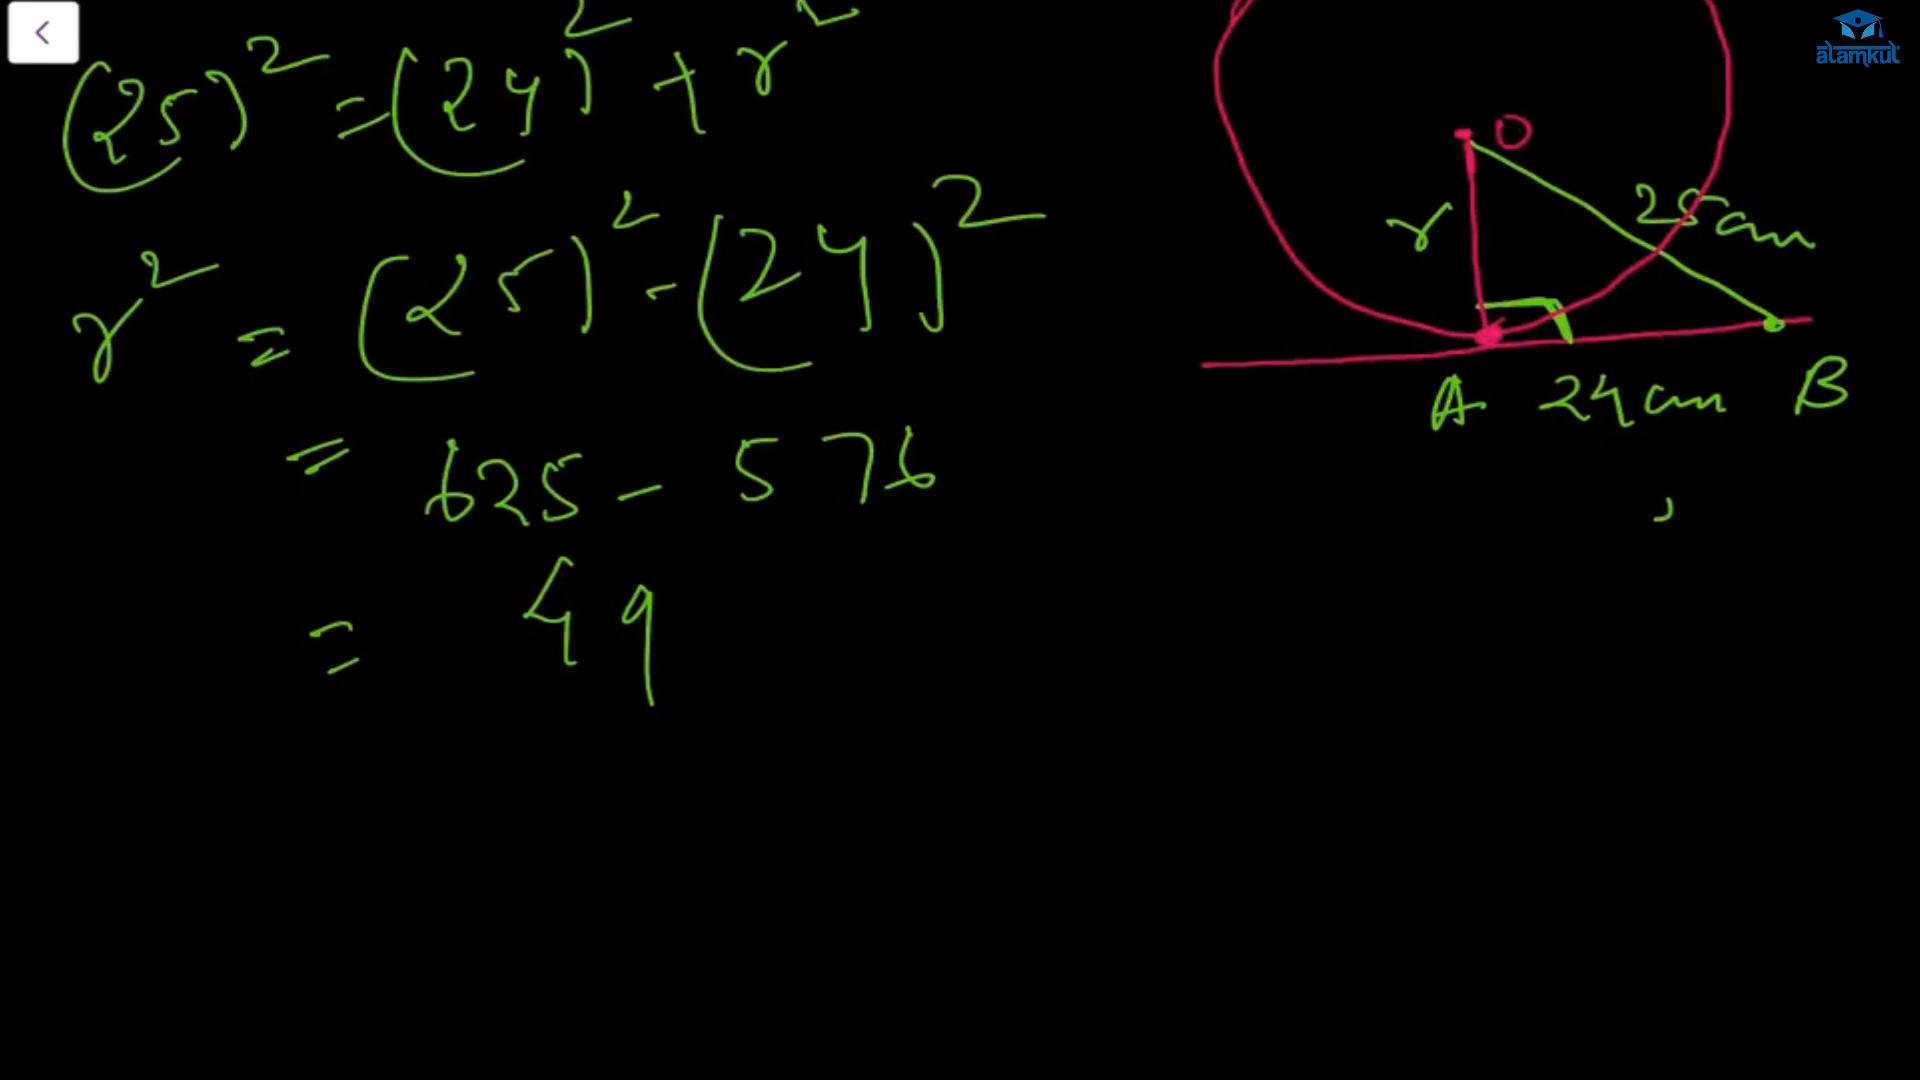 alamkul
(25)² = (24)² + r²
r² = (25)² - (24)²
= 625 - 576
= 49
O
r
25cm
A 24cm B